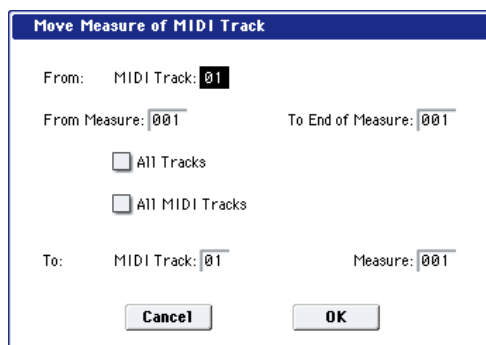 Move Measure of MIDI Track
From: MIDI Track: 01
From Measure: 001 To End of Measure: 001
All Tracks
All MIDI Tracks
To: MIDI Track: 01 Measure: 001
Cancel OK